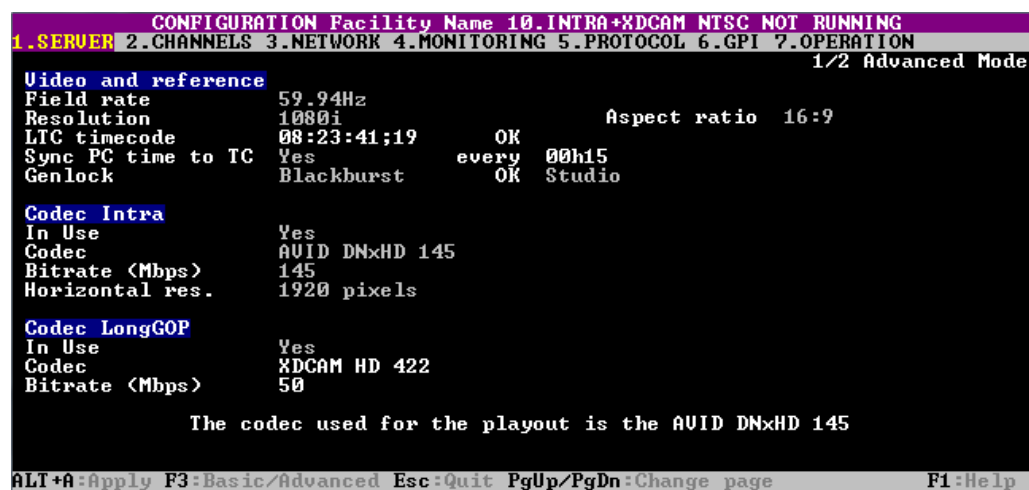 CONFIGURATION Facility Name 10.INTRA+XDCAM NTSC NOT RUNNING
1.SERVER 2.CHANNELS 3.NETWORK 4.MONITORING 5.PROTOCOL 6.GPI 7.OPERATION
1/2 Advanced Mode
Video and reference
Field rate 59.94Hz
Resolution 1080i Aspect ratio 16:9
LTC timecode 08:23:41;19 OK
Sync PC time to TC Yes every 00h15
Genlock Blackburst OK Studio
Codec Intra
In Use Yes
Codec AVID DNxHD 145
Bitrate (Mbps) 145
Horizontal res. 1920 pixels
Codec LongGOP
In Use Yes
Codec XDCAM HD 422
Bitrate (Mbps) 50
The codec used for the playout is the AVID DNxHD 145
ALT+A:Apply F3:Basic/Advanced Esc:Quit PgUp/PgDn:Change page F1:Help